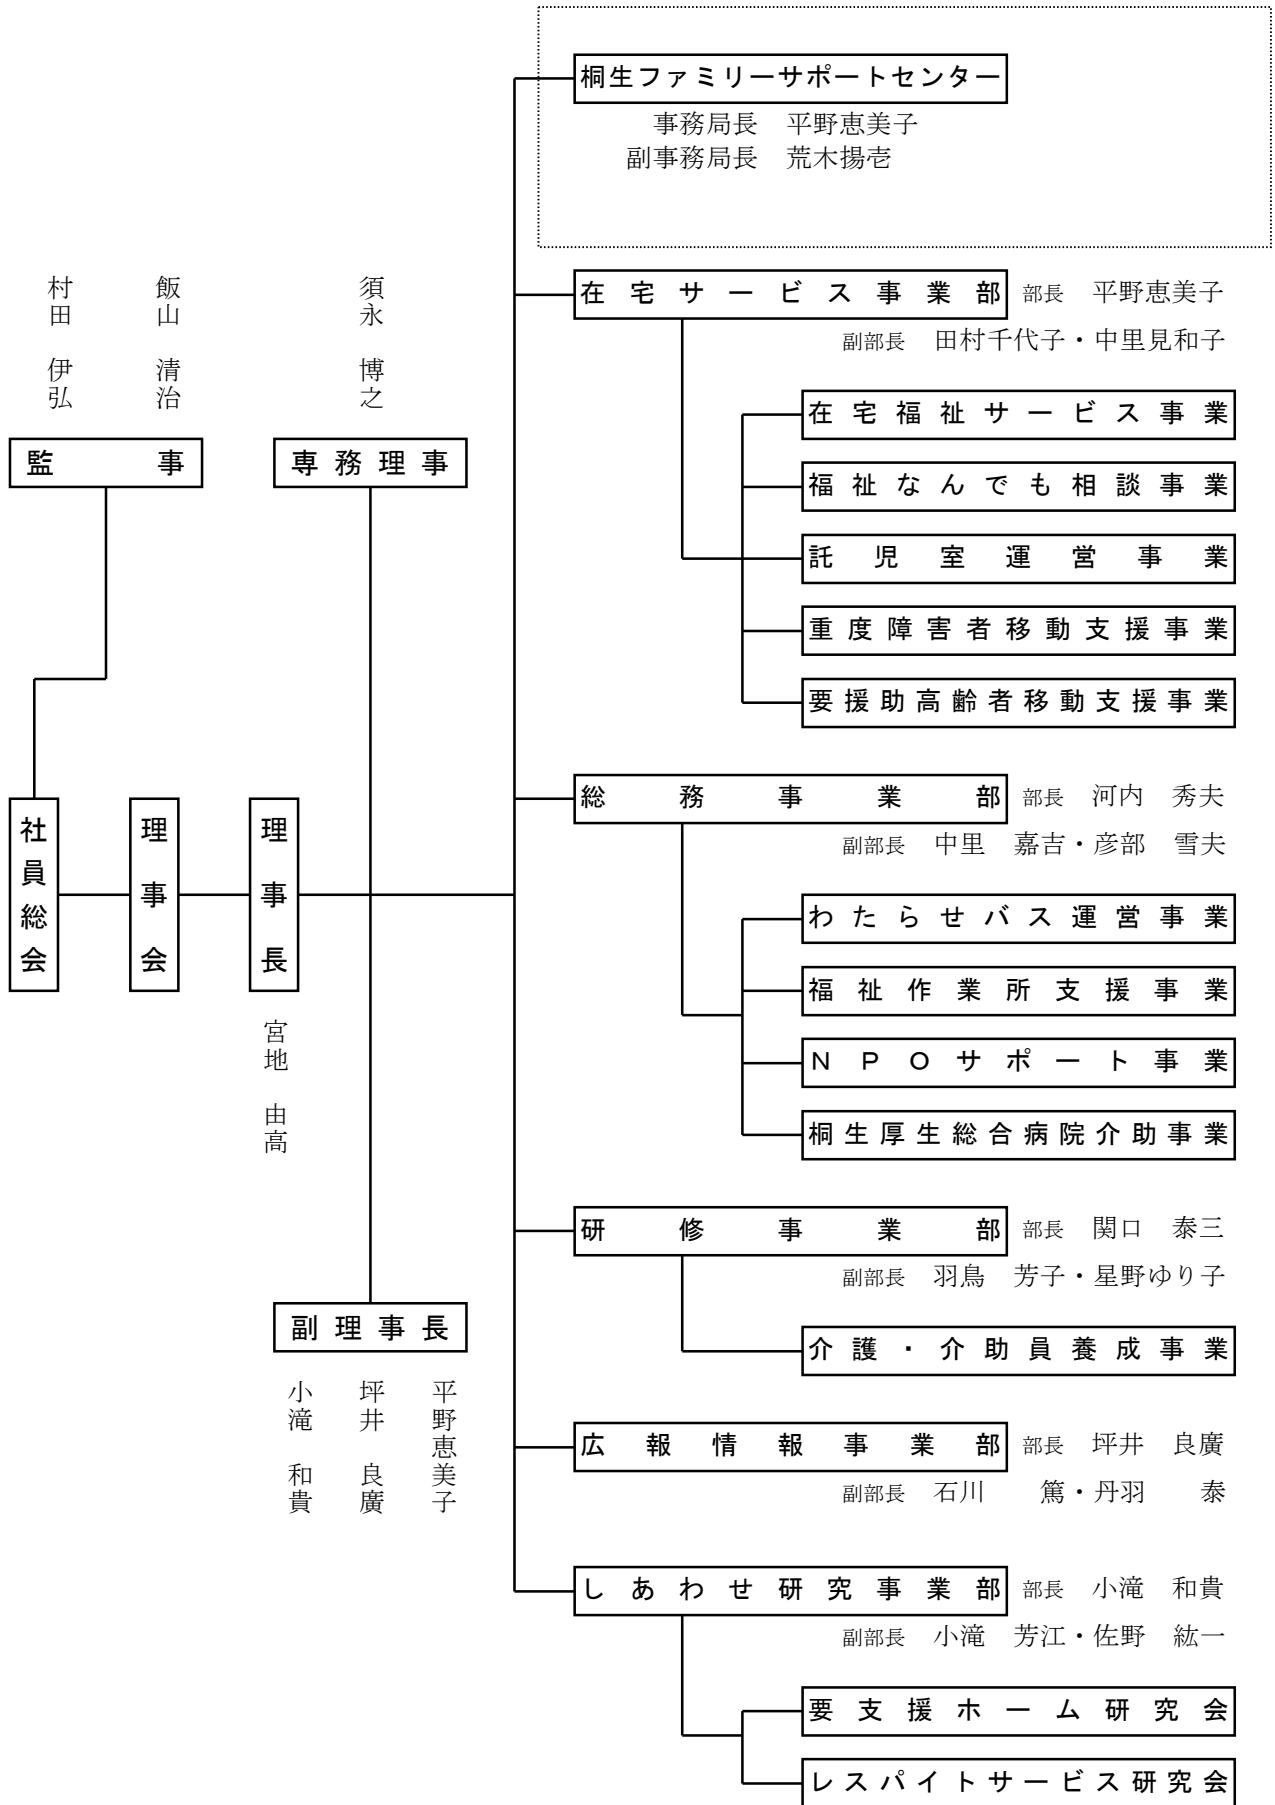 桐生ファミリーサポートセンター
事務局長　平野恵美子
副事務局長　荒木揚壱
村田　伊弘
飯山　清治
須永　博之
監事
専務理事
社員総会
理事会
理事長
宮地　由高
副理事長
小滝　和貴
坪井　良廣
平野恵美子
在宅サービス事業部 部長　平野恵美子
副部長　田村千代子・中里見和子
在宅福祉サービス事業
福祉なんでも相談事業
託児室運営事業
重度障害者移動支援事業
要援助高齢者移動支援事業
総務事業部 部長　河内　秀夫
副部長　中里　嘉吉・彦部　雪夫
わたらせバス運営事業
福祉作業所支援事業
ＮＰＯサポート事業
桐生厚生総合病院介助事業
研修事業部 部長　関口　泰三
副部長　羽鳥　芳子・星野ゆり子
介護・介助員養成事業
広報情報事業部 部長　坪井　良廣
副部長　石川　篤・丹羽　泰
しあわせ研究事業部 部長　小滝　和貴
副部長　小滝　芳江・佐野　紘一
要支援ホーム研究会
レスパイトサービス研究会